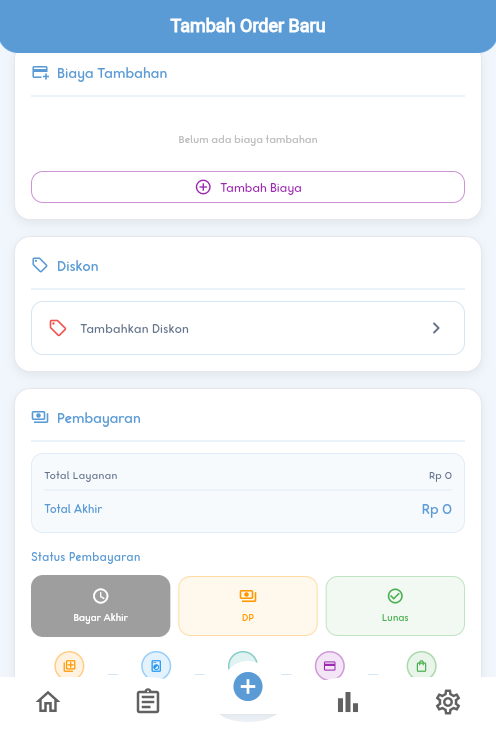 Tambah Order Baru
Biaya Tambahan
Belum ada biaya tambahan
Tambah Biaya
Diskon
Tambahkan Diskon
Pembayaran
Total Layanan Rp 0
Total Akhir Rp 0
Status Pembayaran
Bayar Akhir DP Lunas